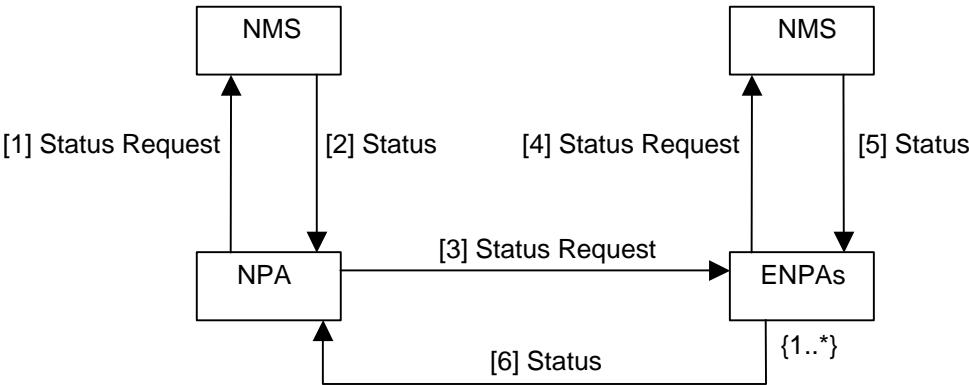 NMS
NMS
[1] Status Request
[2] Status
[4] Status Request
[5] Status
[3] Status Request
NPA
ENPAs
[6] Status
{1..*}